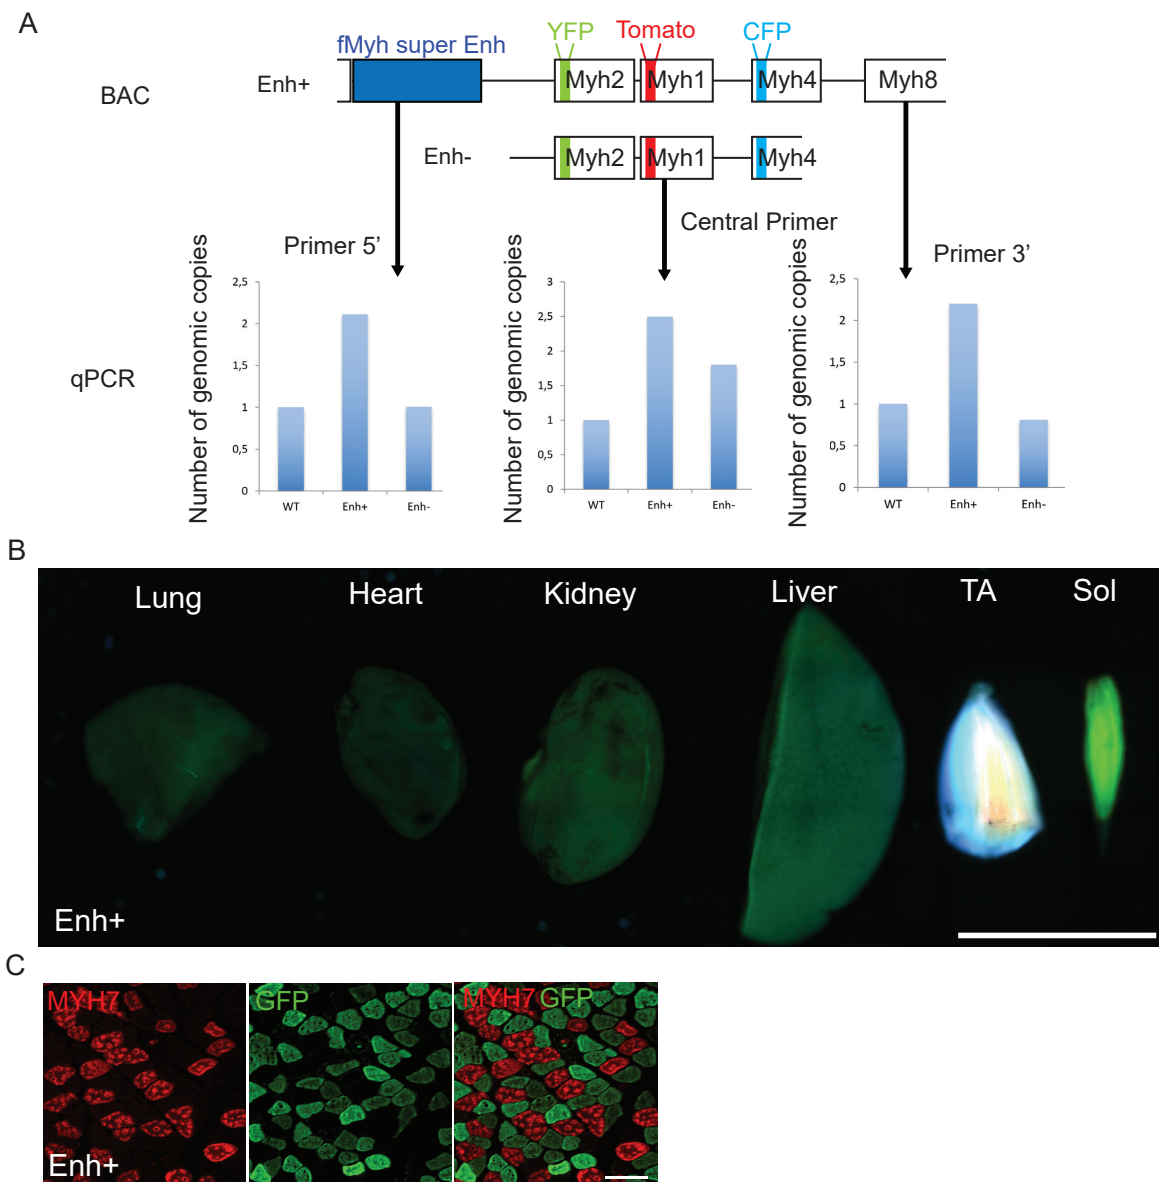 A
YFP
Tomato
CFP
fMyh super Enh
BAC
Enh+
Myh2
Myh1
Myh4
Myh8
Enh-
Myh2
Myh1
Myh4
Central Primer
Primer 5’
Primer 3’
qPCR
Number of genomic copies
2,5
2
1,5
1
0,5
0
WT
Enh+
Enh-
Number of genomic copies
3
2,5
2
1,5
1
0,5
0
WT
Enh+
Enh-
Number of genomic copies
2,5
2
1,5
1
0,5
0
WT
Enh+
Enh-
B
Lung
Heart
Kidney
Liver
TA
Sol
Enh+
C
MYH7
GFP
MYH7 GFP
Enh+